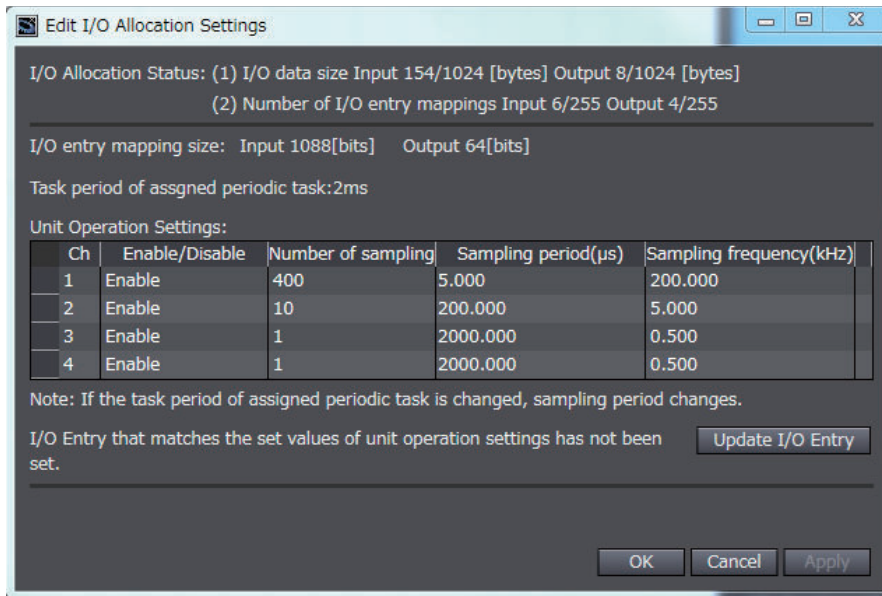 Edit I/O Allocation Settings
I/O Allocation Status: (1) I/O data size Input 154/1024 [bytes] Output 8/1024 [bytes]
(2) Number of I/O entry mappings Input 6/255 Output 4/255
I/O entry mapping size: Input 1088[bits] Output 64[bits]
Task period of assgned periodic task:2ms
Unit Operation Settings:
Ch Enable/Disable Number of sampling Sampling period(µs) Sampling frequency(kHz)
1 Enable 400 5.000 200.000
2 Enable 10 200.000 5.000
3 Enable 1 2000.000 0.500
4 Enable 1 2000.000 0.500
Note: If the task period of assigned periodic task is changed, sampling period changes.
I/O Entry that matches the set values of unit operation settings has not been
set.
Update I/O Entry
OK Cancel Apply